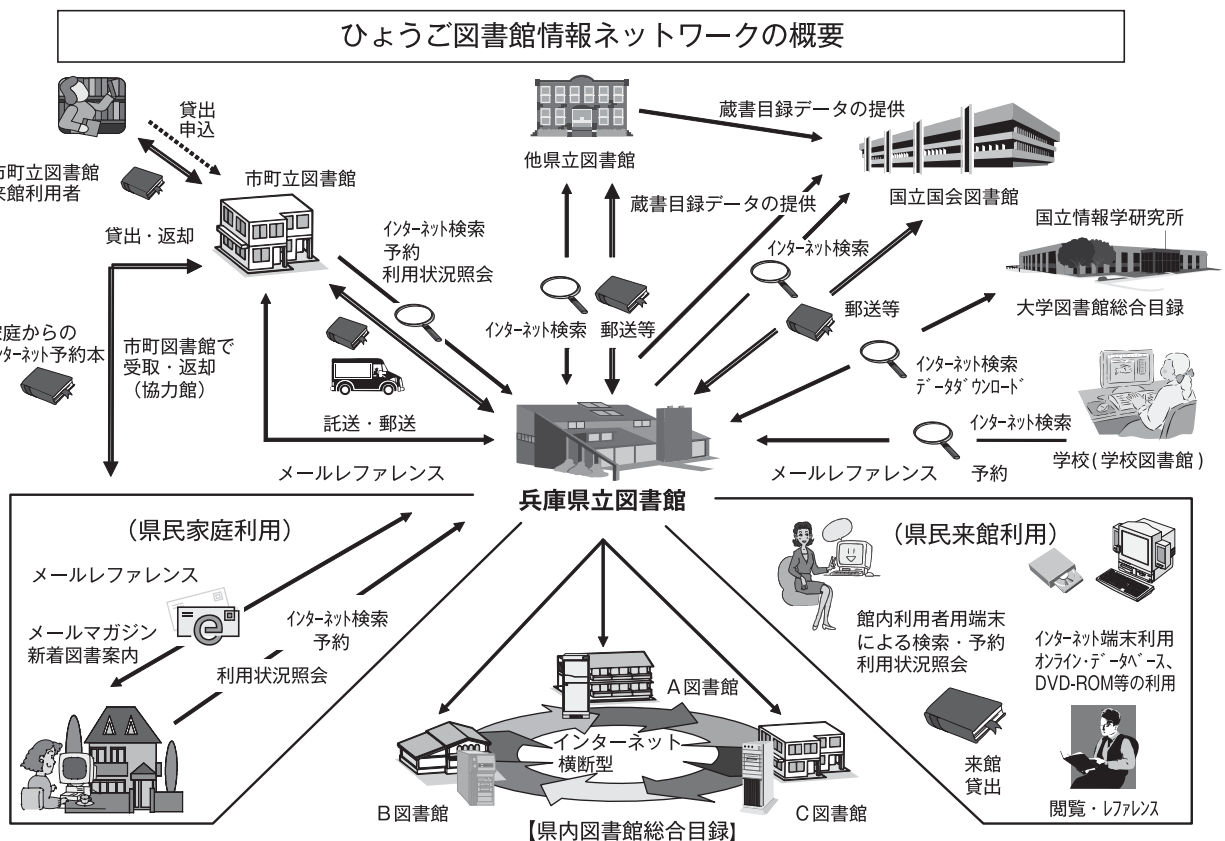 ひょうご図書館情報ネットワークの概要
貸出
申込
市町立図書館
来館利用者
市町立図書館
貸出・返却
インターネット検索
予約
利用状況照会
他県立図書館
蔵書目録データの提供
国立国会図書館
蔵書目録データの提供
インターネット検索
国立情報学研究所
大学図書館総合目録
インターネット検索
郵送等
郵送等
インターネット検索
データダウンロード
家庭からの
ンターネット予約本
市町図書館で
受取・返却
（協力館）
託送・郵送
インターネット検索
学校(学校図書館)
メールレファレンス
メールレファレンス
予約
兵庫県立図書館
（県民家庭利用）
メールレファレンス
メールマガジン
新着図書案内
インターネット検索
予約
利用状況照会
（県民来館利用）
館内利用者用端末
による検索・予約
利用状況照会
インターネット端末利用
オンライン・データベース、
DVD-ROM等の利用
来館
貸出
閲覧・レファレンス
A図書館
インターネット
横断型
B図書館
C図書館
【県内図書館総合目録】